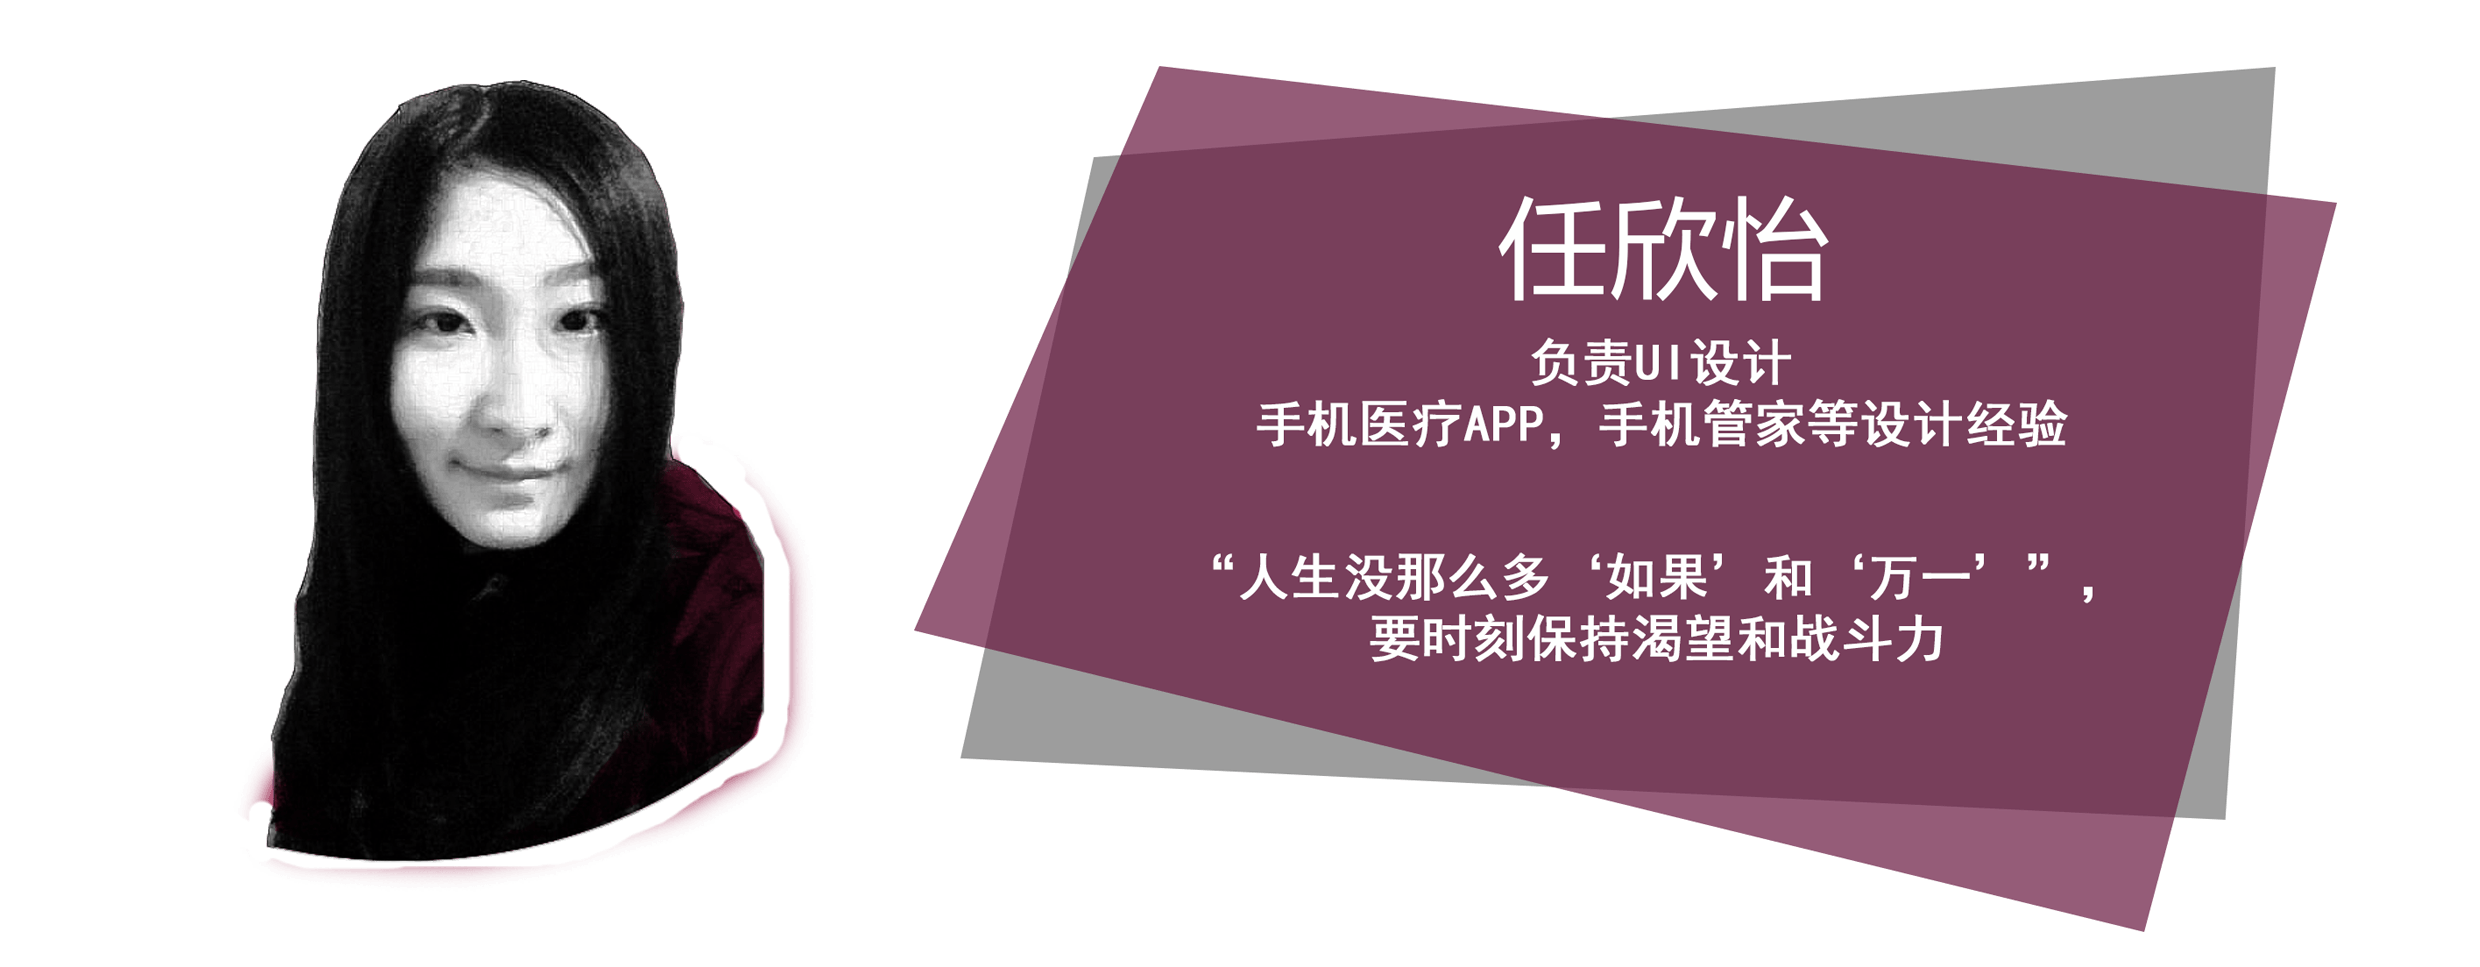 任欣怡
负责UI设计
手机医疗APP，手机管家等设计经验
“人生没那么多‘如果’和‘万一’”，
要时刻保持渴望和战斗力